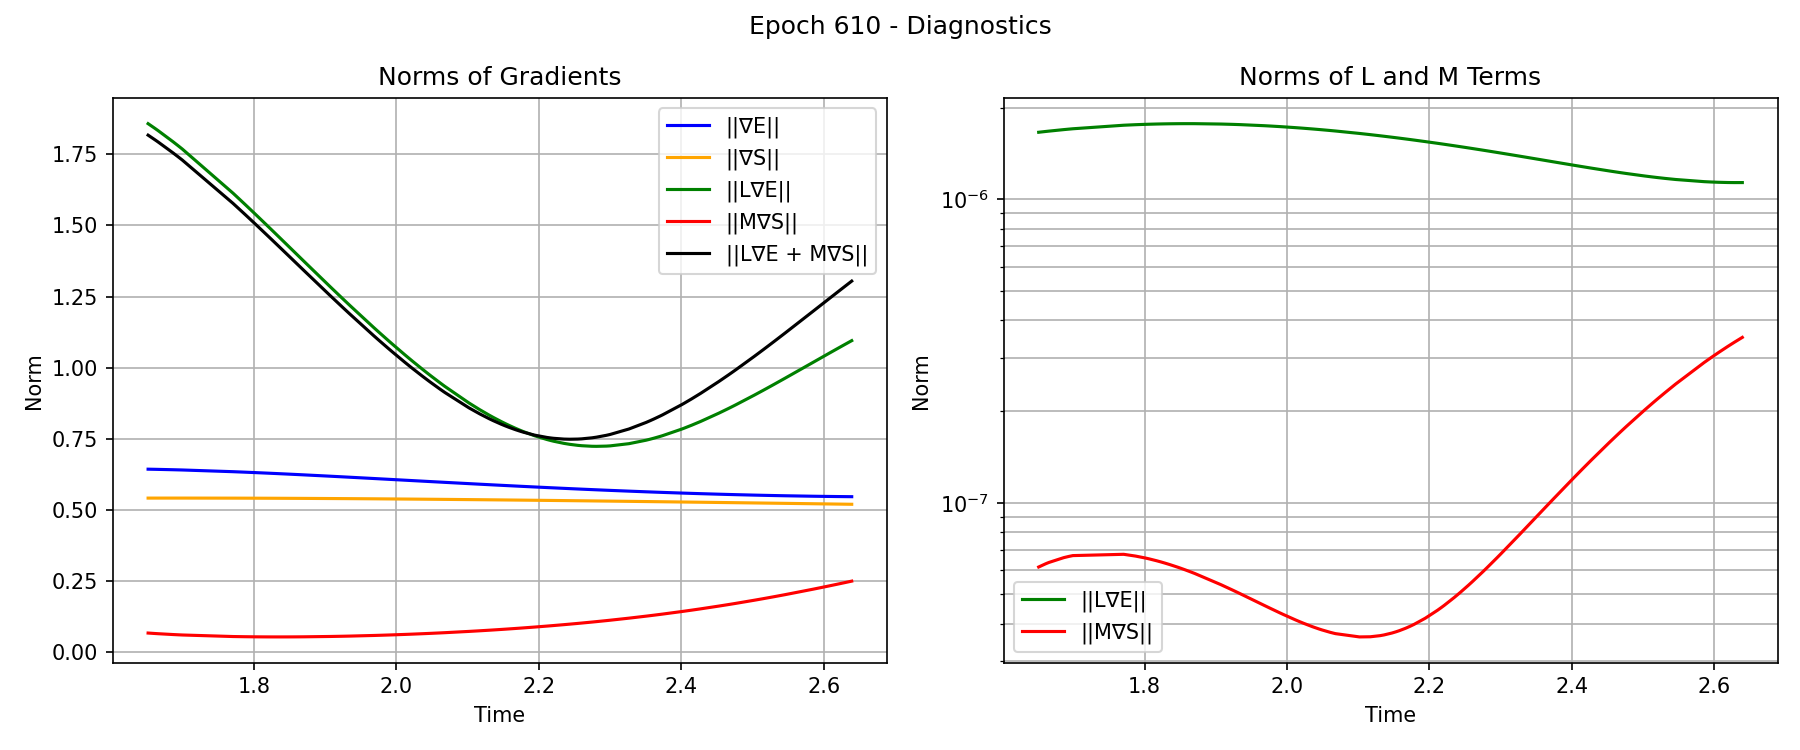 Epoch 610 - Diagnostics
Norms of Gradients
Norm
1.75
1.50
1.25
1.00
0.75
0.50
0.25
0.00
||∇E||
||∇S||
||L∇E||
||M∇S||
||L∇E + M∇S||
1.8
2.0
2.2
2.4
2.6
Time
Norms of L and M Terms
Norm
10⁻⁶
10⁻⁷
||L∇E||
||M∇S||
1.8
2.0
2.2
2.4
2.6
Time